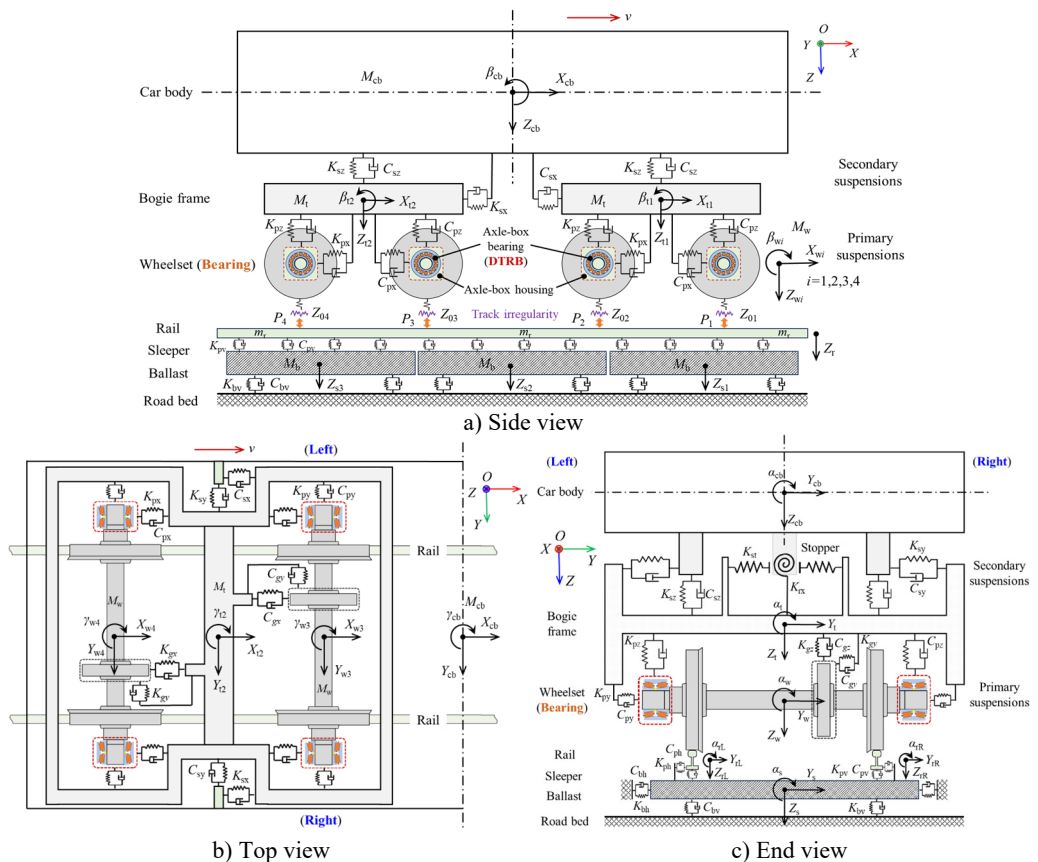 v
O
Y
X
Z
M_cb
β_cb
X_cb
Car body
Z_cb
K_sz
C_sz
C_sx
K_sz
C_sz
Secondary
suspensions
Bogie frame
M_t
β_t2
X_t2
K_sx
M_t
β_t1
X_t1
K_pz
Z_t2
C_pz
K_pz
Z_t1
C_pz
K_px
Axle-box
bearing
(DTRB)
K_px
β_wi
M_w
X_wi
Primary
suspensions
Wheelset (Bearing)
C_px
Axle-box housing
C_px
Z_wi
i=1,2,3,4
P_4
Z_04
P_3
Z_03
Track irregularity
P_2
Z_02
P_1
Z_01
Rail
m_r
m_r
m_r
Z_r
K_pv
C_pv
Sleeper
M_b
M_b
M_b
Ballast
K_bv
C_bv
Z_s3
Z_s2
Z_s1
Road bed
a) Side view
v
(Left)
K_px
K_sy
C_sx
K_py
C_py
O
Z
X
Y
C_px
Rail
C_gy
M_t
M_w
C_gx
M_cb
γ_w4
X_w4
γ_t2
X_t2
γ_w3
X_w3
γ_cb
X_cb
Y_w4
K_gv
Y_t2
Y_w3
Y_cb
K_gy
M_w
Rail
C_sy
K_sx
(Right)
b) Top view
(Left)
(Right)
α_cb
Y_cb
Car body
Z_cb
O
X
Y
Z
K_st
Stopper
K_sy
Secondary
suspensions
K_sz
C_sz
K_rx
C_sy
Bogie
frame
α_t
Y_t
K_pz
Z_t
K_gz
C_gz
K_gy
C_pz
C_gy
Wheelset
(Bearing)
K_py
C_py
α_w
Y_w
Z_w
Primary
suspensions
Rail
C_ph
α_rL
Y_rL
α_rR
Y_rR
Sleeper
C_bh
K_ph
Z_rL
α_s
Y_s
K_pv
C_pv
Z_rR
Ballast
K_bh
C_bv
Z_s
K_bv
Road bed
c) End view